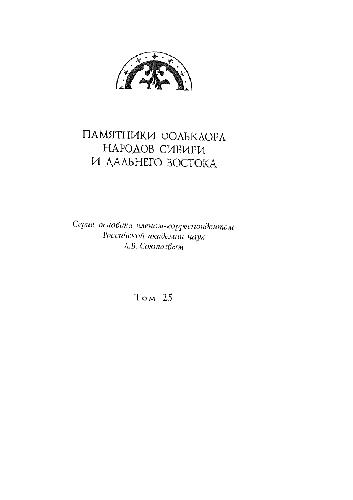 ПАМЯТНИКИ ФОЛЬКЛОРА
НАРОДОВ СИБИРИ
И ДАЛЬНЕГО ВОСТОКА
Серия основана членом-корреспондентом
Российской академии наук
А.Б. Соктоевым
Том 25